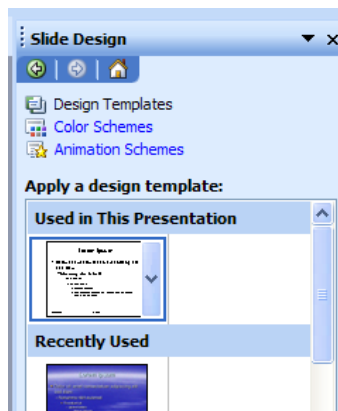 Slide Design
Design Templates
Color Schemes
Animation Schemes
Apply a design template:
Used in This Presentation
Recently Used